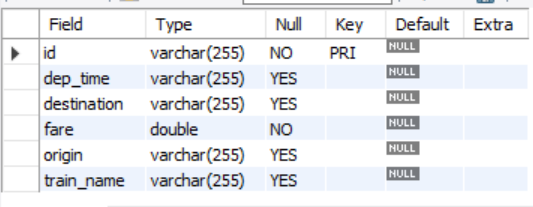 Field Type Null Key Default Extra
id varchar(255) NO PRI NULL
dep_time varchar(255) YES NULL
destination varchar(255) YES NULL
fare double NO NULL
origin varchar(255) YES NULL
train_name varchar(255) YES NULL